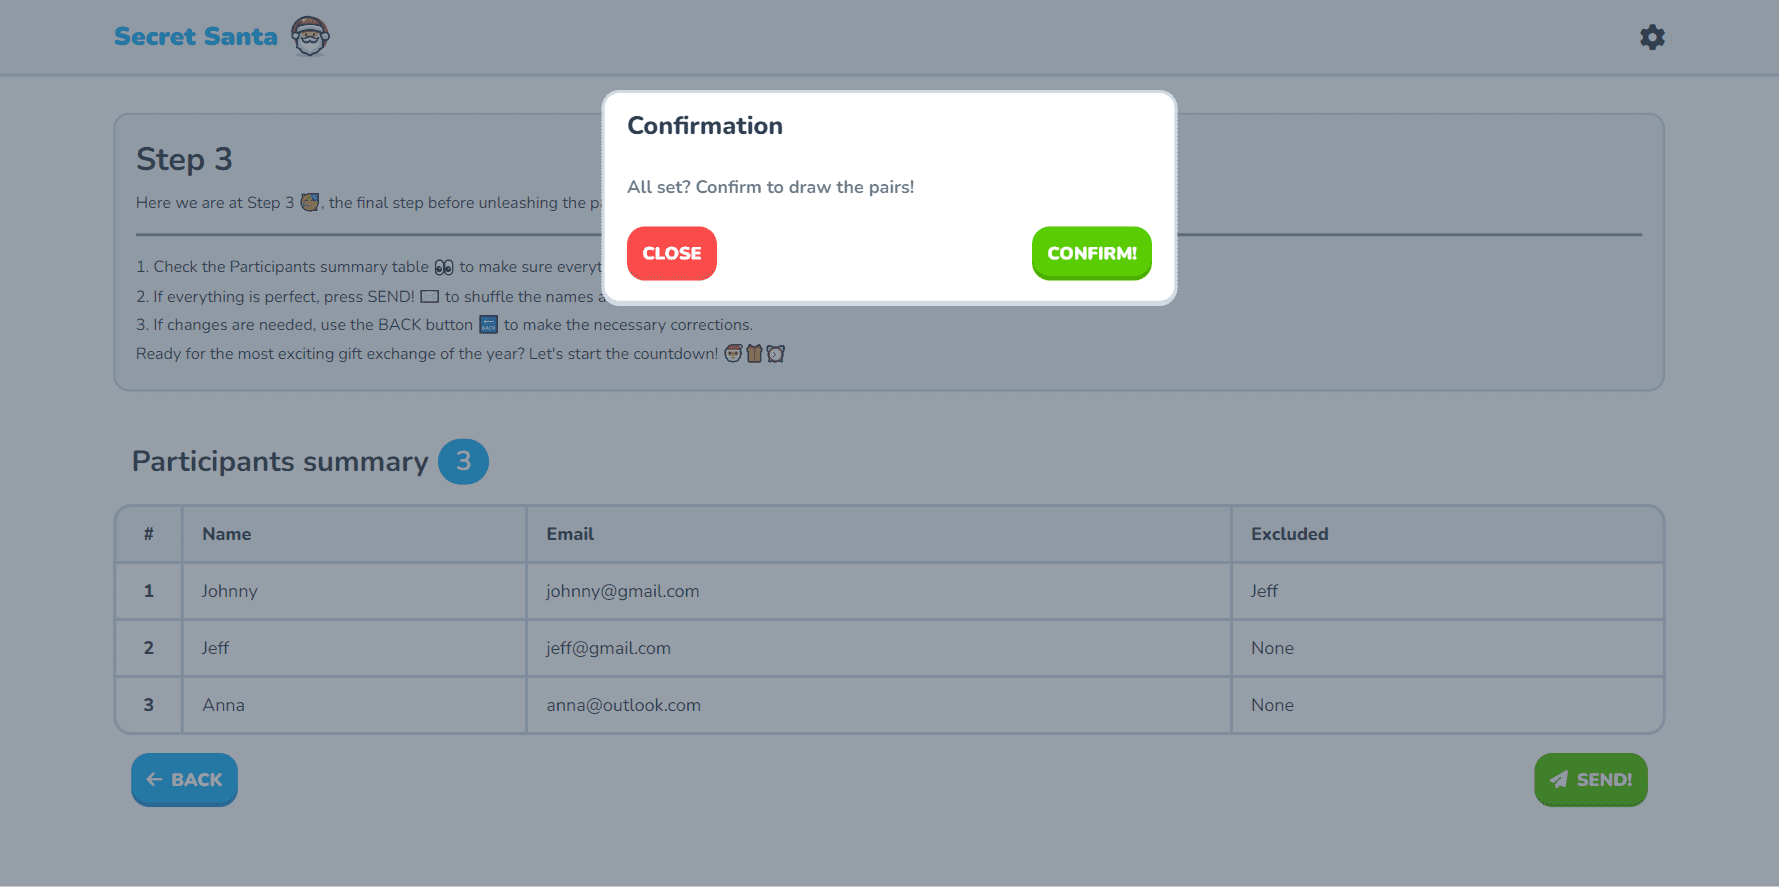 Secret Santa
Confirmation
All set? Confirm to draw the pairs!
CLOSE
CONFIRM!
Step 3
Here we are at Step 3 , the final step before unleashing the
1. Check the Participants summary table to make sure
2. If everything is perfect, press SEND! to shuffle the names
3. If changes are needed, use the BACK button BACK to make the necessary corrections.
Ready for the most exciting gift exchange of the year? Let's start the countdown!
Participants summary 3
# Name Email Excluded
1 Johnny johnny@gmail.com Jeff
2 Jeff jeff@gmail.com None
3 Anna anna@outlook.com None
BACK
SEND!